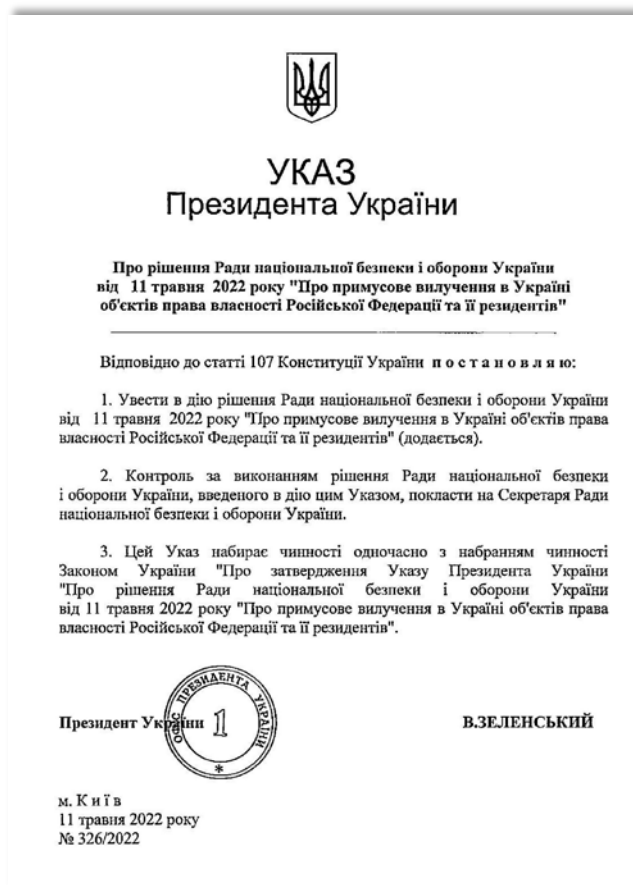 УКАЗ
Президента України
Про рішення Ради національної безпеки і оборони України
від 11 травня 2022 року "Про примусове вилучення в Україні
об'єктів права власності Російської Федерації та її резидентів"
Відповідно до статті 107 Конституції України п о с т а н о в л я ю:
1. Увести в дію рішення Ради національної безпеки і оборони України
від 11 травня 2022 року "Про примусове вилучення в Україні об'єктів права
власності Російської Федерації та її резидентів" (додається).
2. Контроль за виконанням рішення Ради національної безпеки
і оборони України, введеного в дію цим Указом, покласти на Секретаря Ради
національної безпеки і оборони України.
3. Цей Указ набирає чинності одночасно з набранням чинності
Законом України "Про затвердження Указу Президента України
"Про рішення Ради національної безпеки і оборони України
від 11 травня 2022 року "Про примусове вилучення в Україні об'єктів права
власності Російської Федерації та її резидентів".
Президент України
ОФІС ПРЕЗИДЕНТА УКРАЇНИ
1
*
В.ЗЕЛЕНСЬКИЙ
м. К и ї в
11 травня 2022 року
№ 326/2022